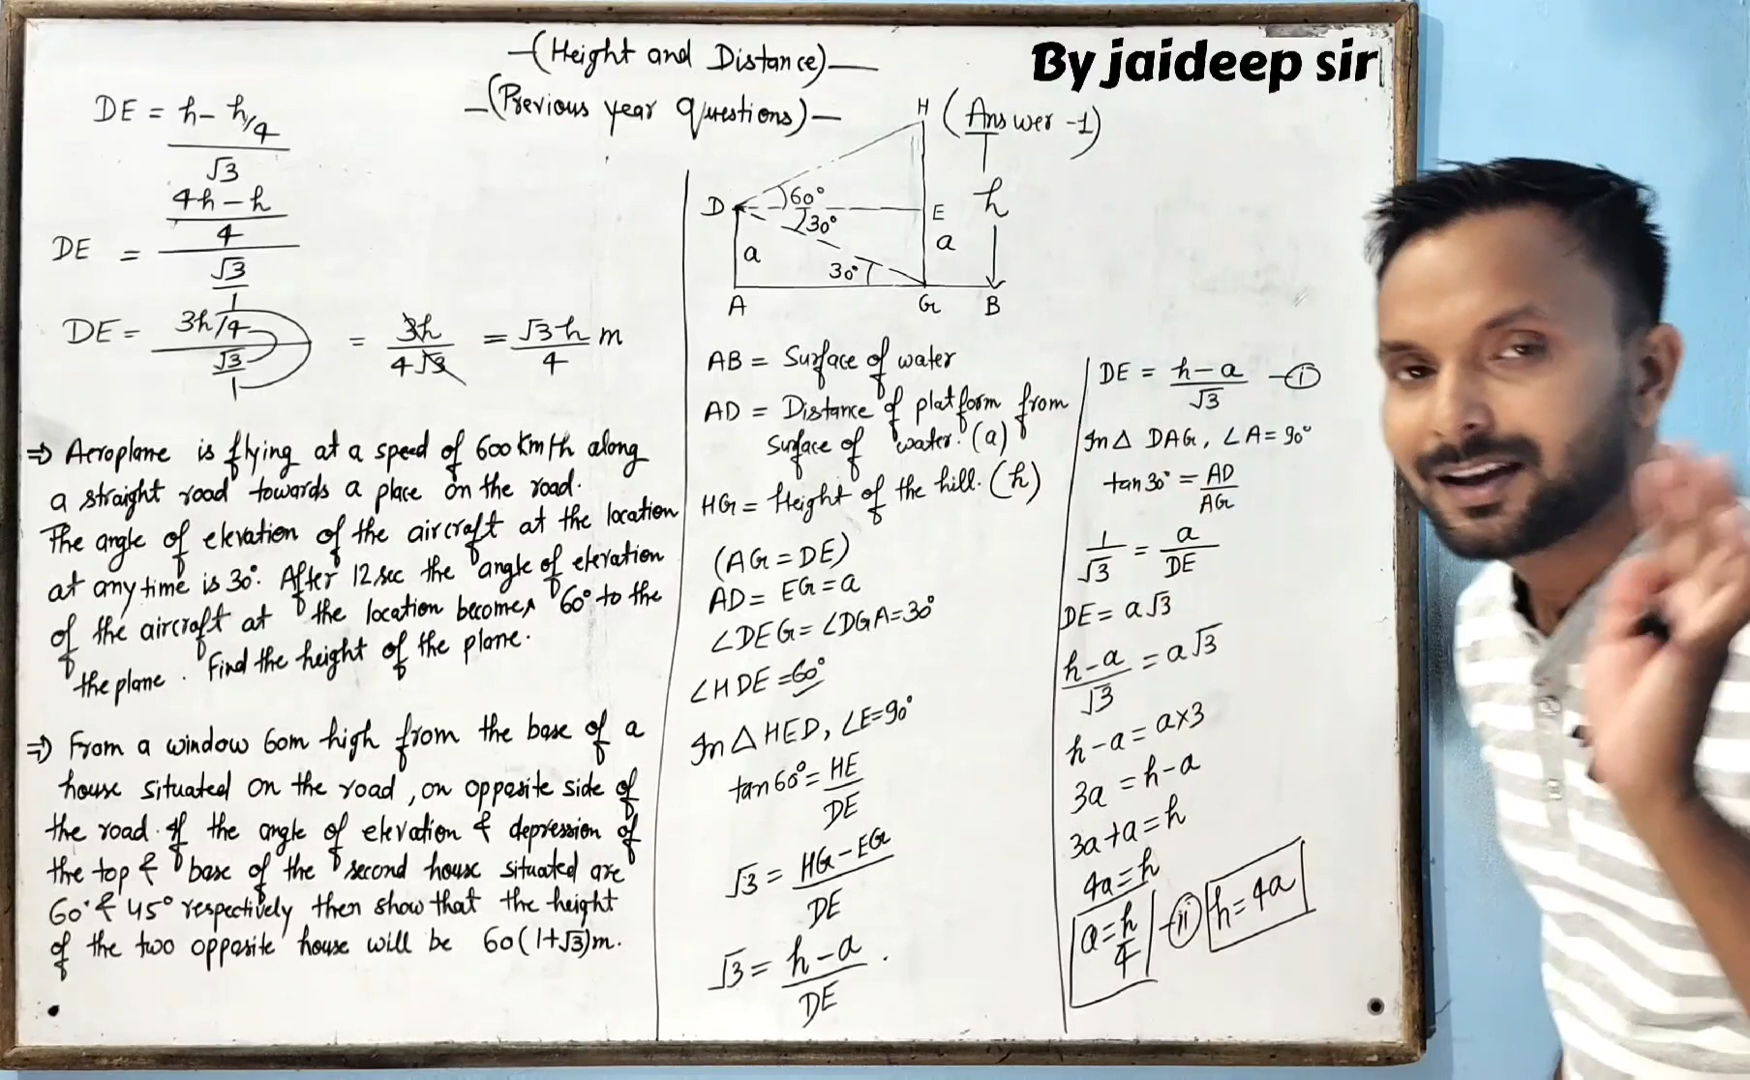 (Height and Distance)
By jaideep sir
(Previous year Questions)
(Answer -1)
DE = h - h/4
√3
4h - h
4
DE =
√3
1
DE = 3h/4
√3
1
= 3h
4√3
= √3 h m
4
⇒ Aeroplane is flying at a speed of 600 Km/h along
a straight road towards a place on the road.
The angle of elevation of the aircraft at the location
at any time is 30°. After 12 sec the angle of elevation
of the aircraft at the location becomes 60° to the
the plane. Find the height of the plane.
⇒ From a window 60m high from the base of a
house situated on the road, on opposite side of
the road. If the angle of elevation & depression of
the top & base of the second house situated are
60° & 45° respectively then show that the height
of the two opposite house will be 60(1+√3)m.
H
D
60°
30°
E
h
a
a
30°
A
G
B
AB = Surface of water
AD = Distance of platform from
Surface of water. (a)
HG = Height of the hill. (h)
(AG = DE)
AD = EG = a
∠DEG = ∠DGA = 30°
∠HDE = 60°
In △ HED, ∠E = 90°
tan 60° = HE
DE
√3 = HG - EG
DE
√3 = h - a
DE
DE = h - a
√3
- (i)
In △ DAG, ∠A = 90°
tan 30° = AD
AG
1
√3
= a
DE
DE = a√3
h - a
√3
= a√3
h - a = a×3
3a = h - a
3a + a = h
4a = h
a = h
4
- (ii)
h = 4a